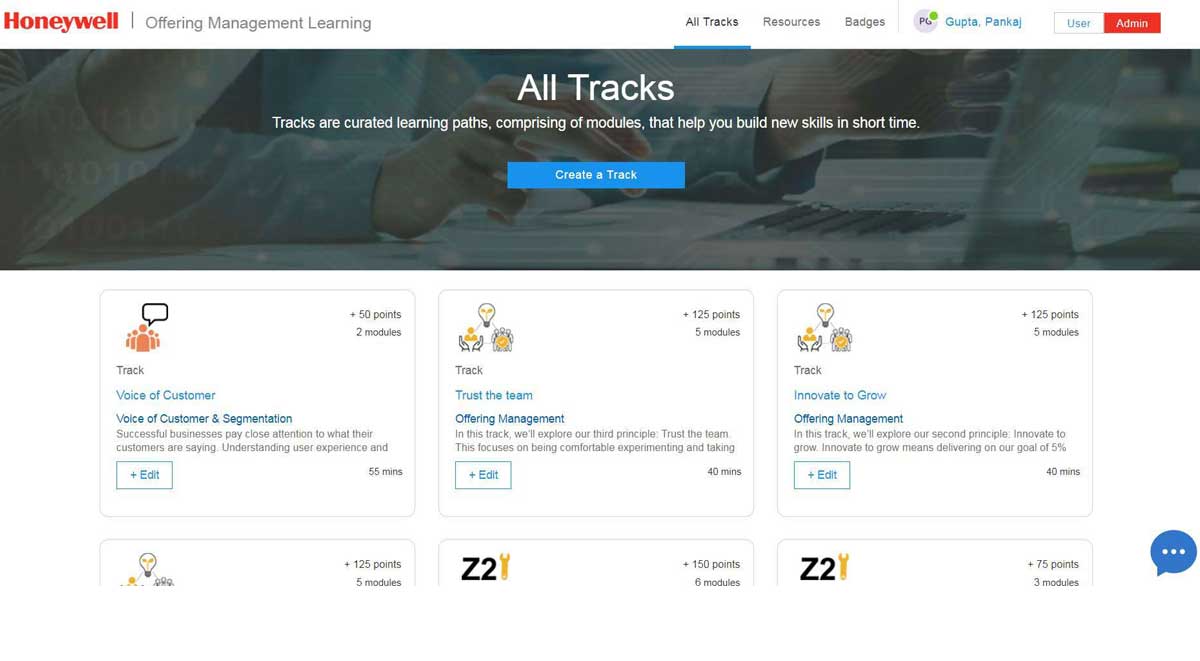 Honeywell | Offering Management Learning
All Tracks
Resources
Badges
PG
Gupta, Pankaj
User
Admin
All Tracks
Tracks are curated learning paths, comprising of modules, that help you build new skills in short time.
Create a Track
+ 50 points
2 modules
Track
Voice of Customer
Voice of Customer & Segmentation
Successful businesses pay close attention to what their
customers are saying. Understanding user experience and
+ Edit
55 mins
+ 125 points
5 modules
Track
Trust the team
Offering Management
In this track, we'll explore our third principle: Trust the team.
This focuses on being comfortable experimenting and taking
+ Edit
40 mins
+ 125 points
5 modules
Track
Innovate to Grow
Offering Management
In this track, we'll explore our second principle: Innovate to
grow. Innovate to grow means delivering on our goal of 5%
+ Edit
40 mins
+ 125 points
5 modules
Z21
+ 150 points
6 modules
Z21
+ 75 points
3 modules